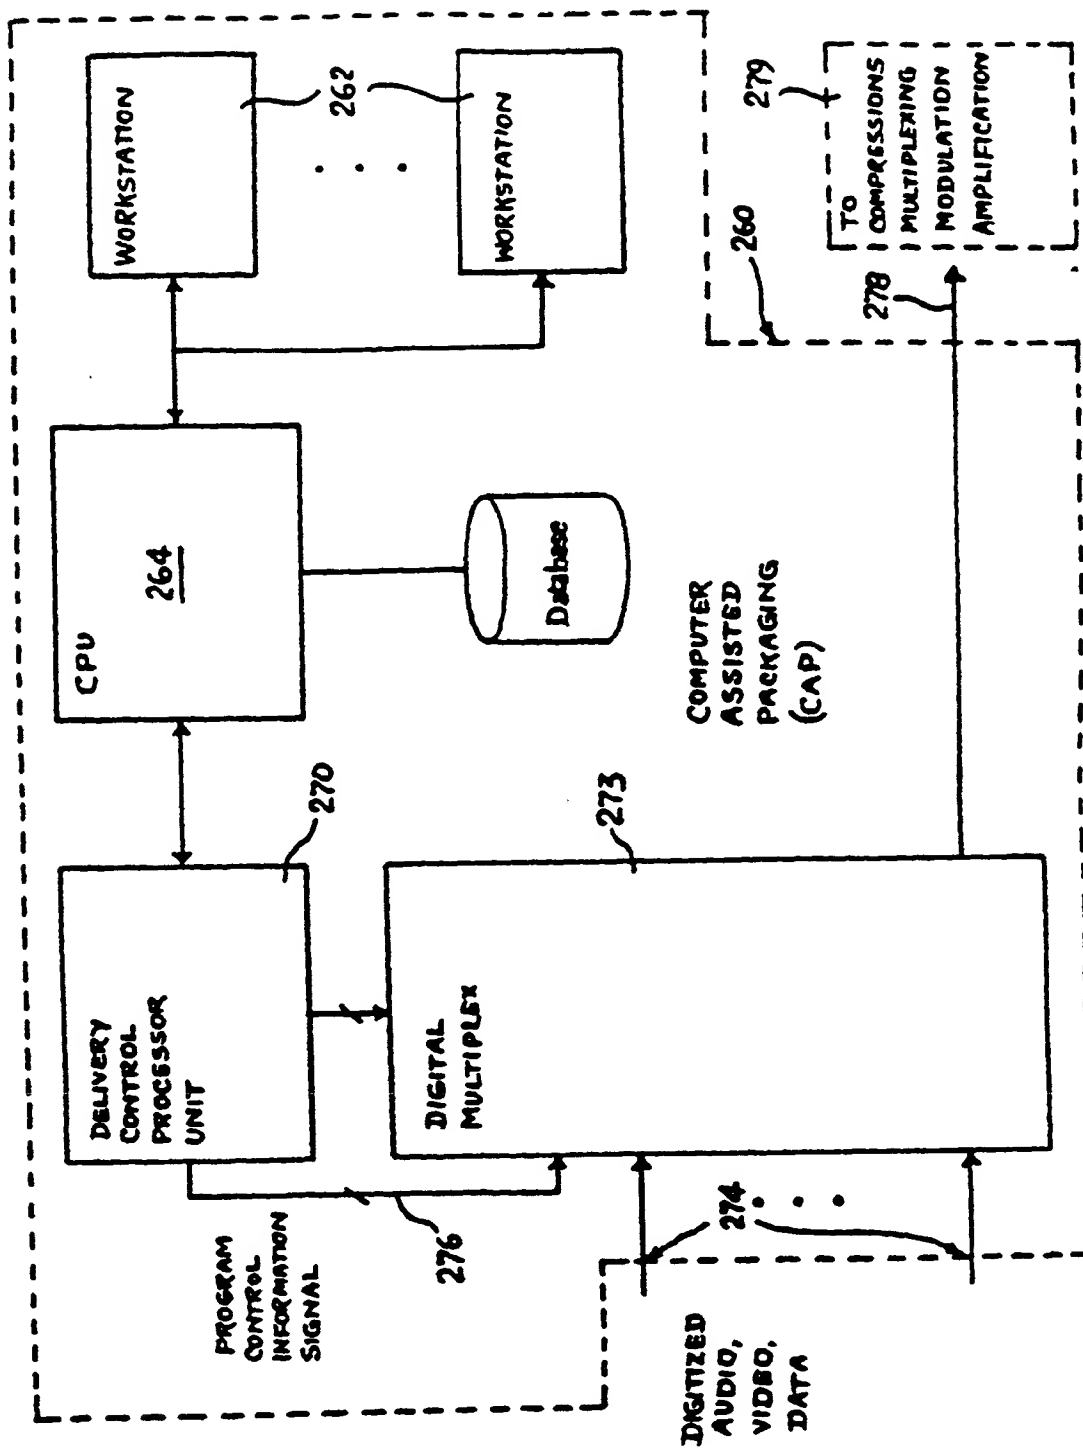 DELIVERY
CONTROL
PROCESSOR
UNIT
270
CPU
264
WORKSTATION
262
WORKSTATION
Database
PROGRAM
CONTROL
INFORMATION
SIGNAL
276
DIGITAL
MULTIPLEX
273
COMPUTER
ASSISTED
PACKAGING
(CAP)
260
DIGITIZED
AUDIO,
VIDEO,
DATA
274
278
279
TO
COMPRESSIONS
MULTIPLEXING
MODULATION
AMPLIFICATION